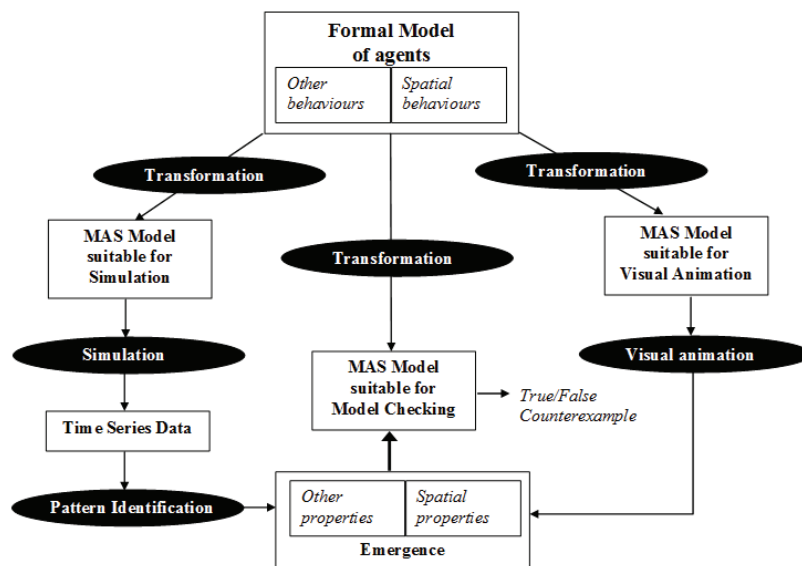 Formal Model
of agents
Other
behaviours
Spatial
behaviours
Transformation
Transformation
MAS Model
suitable for
Simulation
Transformation
MAS Model
suitable for
Visual Animation
Simulation
MAS Model
suitable for
Model Checking
Visual animation
True/False
Counterexample
Time Series Data
Pattern Identification
Other
properties
Spatial
properties
Emergence